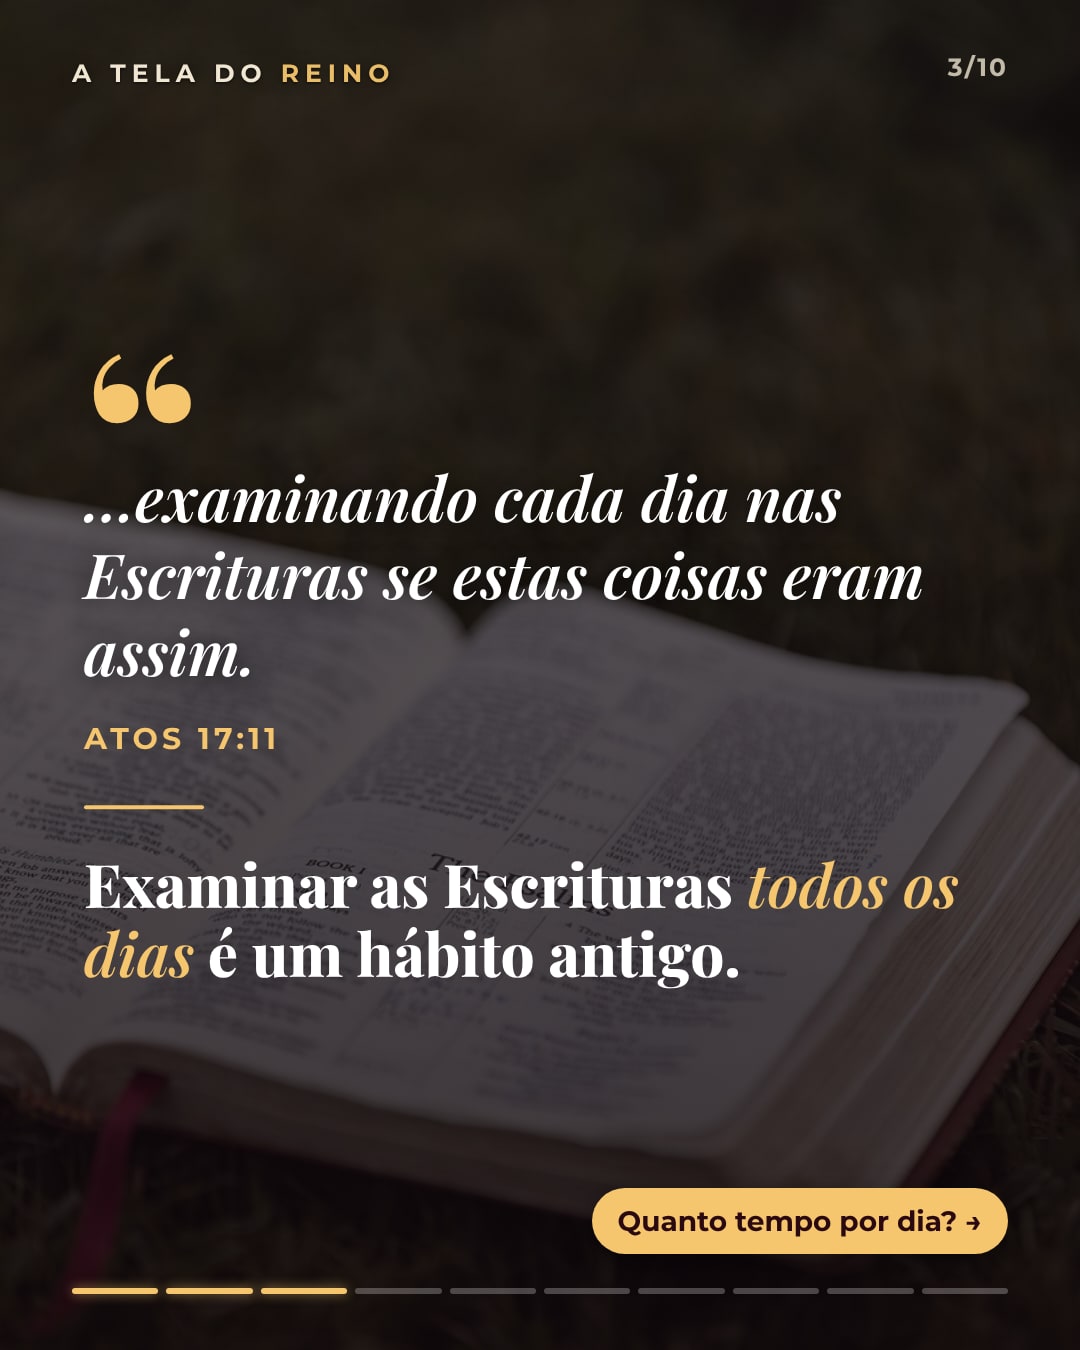 A TELA DO REINO
3/10
“
…examinando cada dia nas
Escrituras se estas coisas eram
assim.
ATOS 17:11
Examinar as Escrituras todos os
dias é um hábito antigo.
BOOK I
Quanto tempo por dia? →